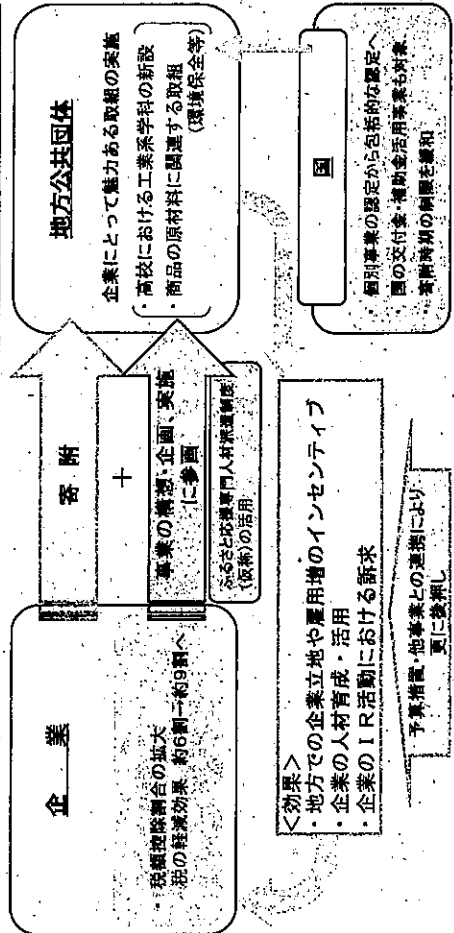 企業
・税額控除割合の拡大
税の軽減効果 約6割→約9割へ
寄附
＋
事業の構想・企画、実施
に参画
ふるさと応援専門人材派遣制度
(仮称)の活用
地方公共団体
企業にとって魅力ある取組の実施
・高校における工業系学科の新設
・商品の原材料に関連する取組
(環境保全等)
国
・個別事業の認定から包括的な認定へ
・国の交付金・補助金活用事業も対象
・寄附時期の制限を緩和
<効果>
・地方での企業立地や雇用増のインセンティブ
・企業の人材育成・活用
・企業のＩＲ活動における訴求
予算措置・他事業との連携により
更に後押し